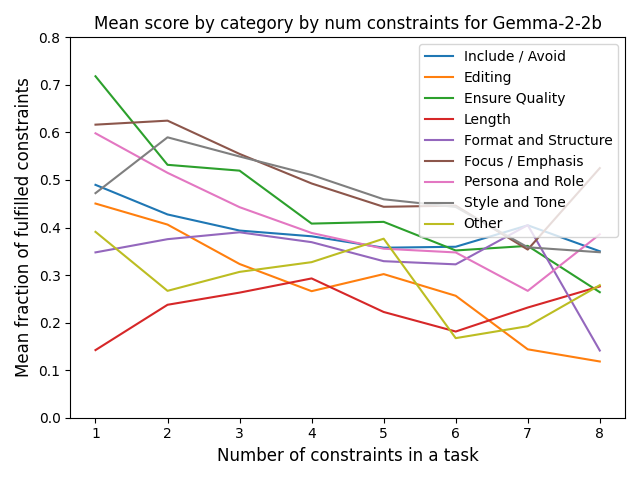 Mean score by category by num constraints for Gemma-2-2b
Mean fraction of fulfilled constraints
0.8
0.7
0.6
0.5
0.4
0.3
0.2
0.1
0.0
Include / Avoid
Editing
Ensure Quality
Length
Format and Structure
Focus / Emphasis
Persona and Role
Style and Tone
Other
1 2 3 4 5 6 7 8
Number of constraints in a task